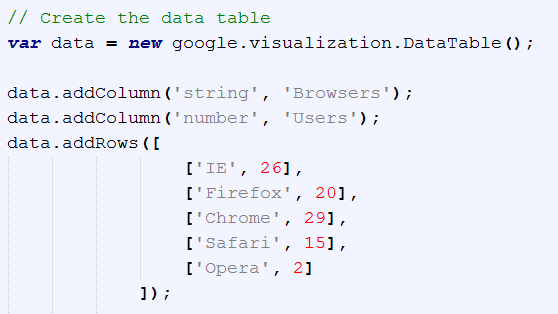 // Create the data table
var data = new google.visualization.DataTable();
data.addColumn('string', 'Browsers');
data.addColumn('number', 'Users');
data.addRows([
['IE', 26],
['Firefox', 20],
['Chrome', 29],
['Safari', 15],
['Opera', 2]
]);